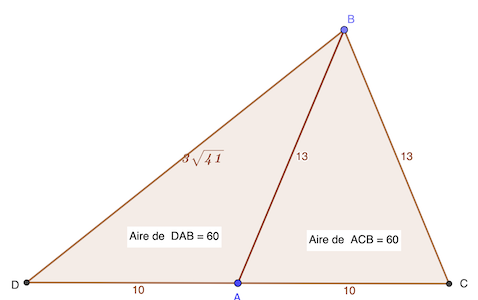 B
3√41
13
13
Aire de DAB = 60
Aire de ACB = 60
D
10
A
10
C